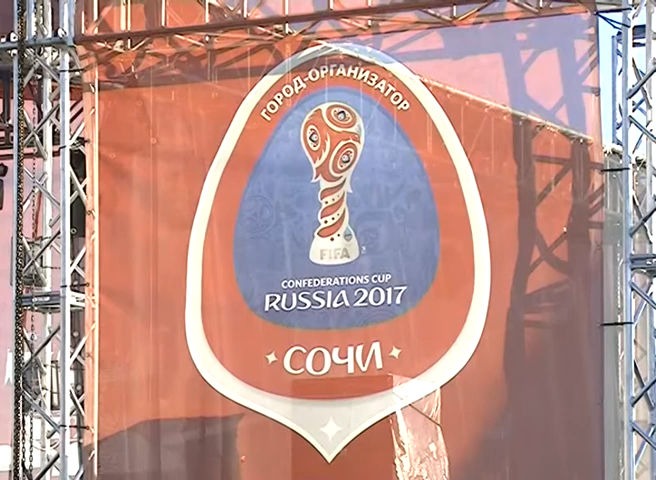 ГОРОД-ОРГАНИЗАТОР
FIFA
CONFEDERATIONS CUP
RUSSIA 2017
СОЧИ